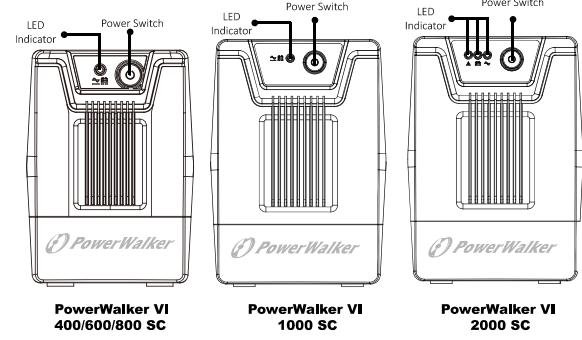 LED
Indicator
Power Switch
LED
Indicator
Power Switch
LED
Indicator
Power Switch
PowerWalker
PowerWalker
PowerWalker
PowerWalker VI
400/600/800 SC
PowerWalker VI
1000 SC
PowerWalker VI
2000 SC